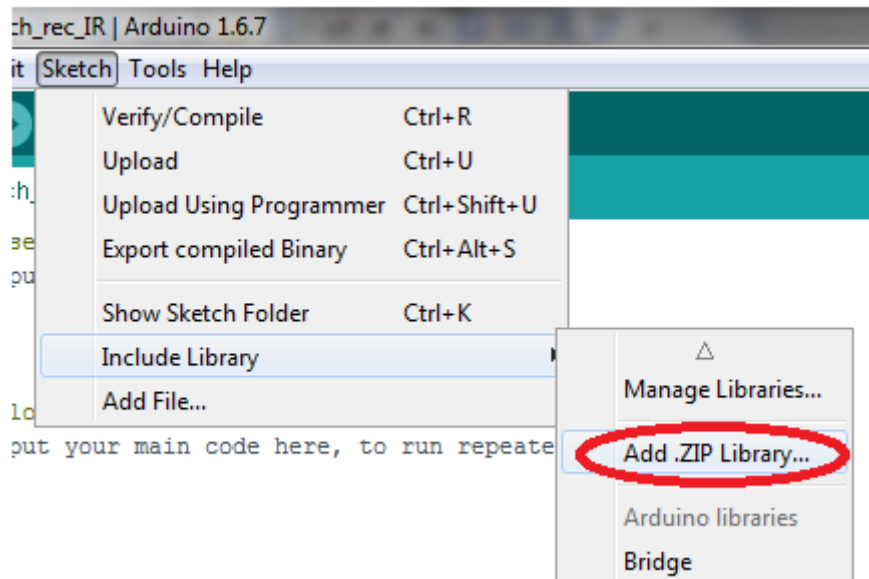 ch_rec_IR | Arduino 1.6.7
it Sketch Tools Help
Verify/Compile Ctrl+R
Upload Ctrl+U
Upload Using Programmer Ctrl+Shift+U
Export compiled Binary Ctrl+Alt+S
Show Sketch Folder Ctrl+K
Include Library
Add File...
Manage Libraries...
put your main code here, to run repeate
Add .ZIP Library...
Arduino libraries
Bridge